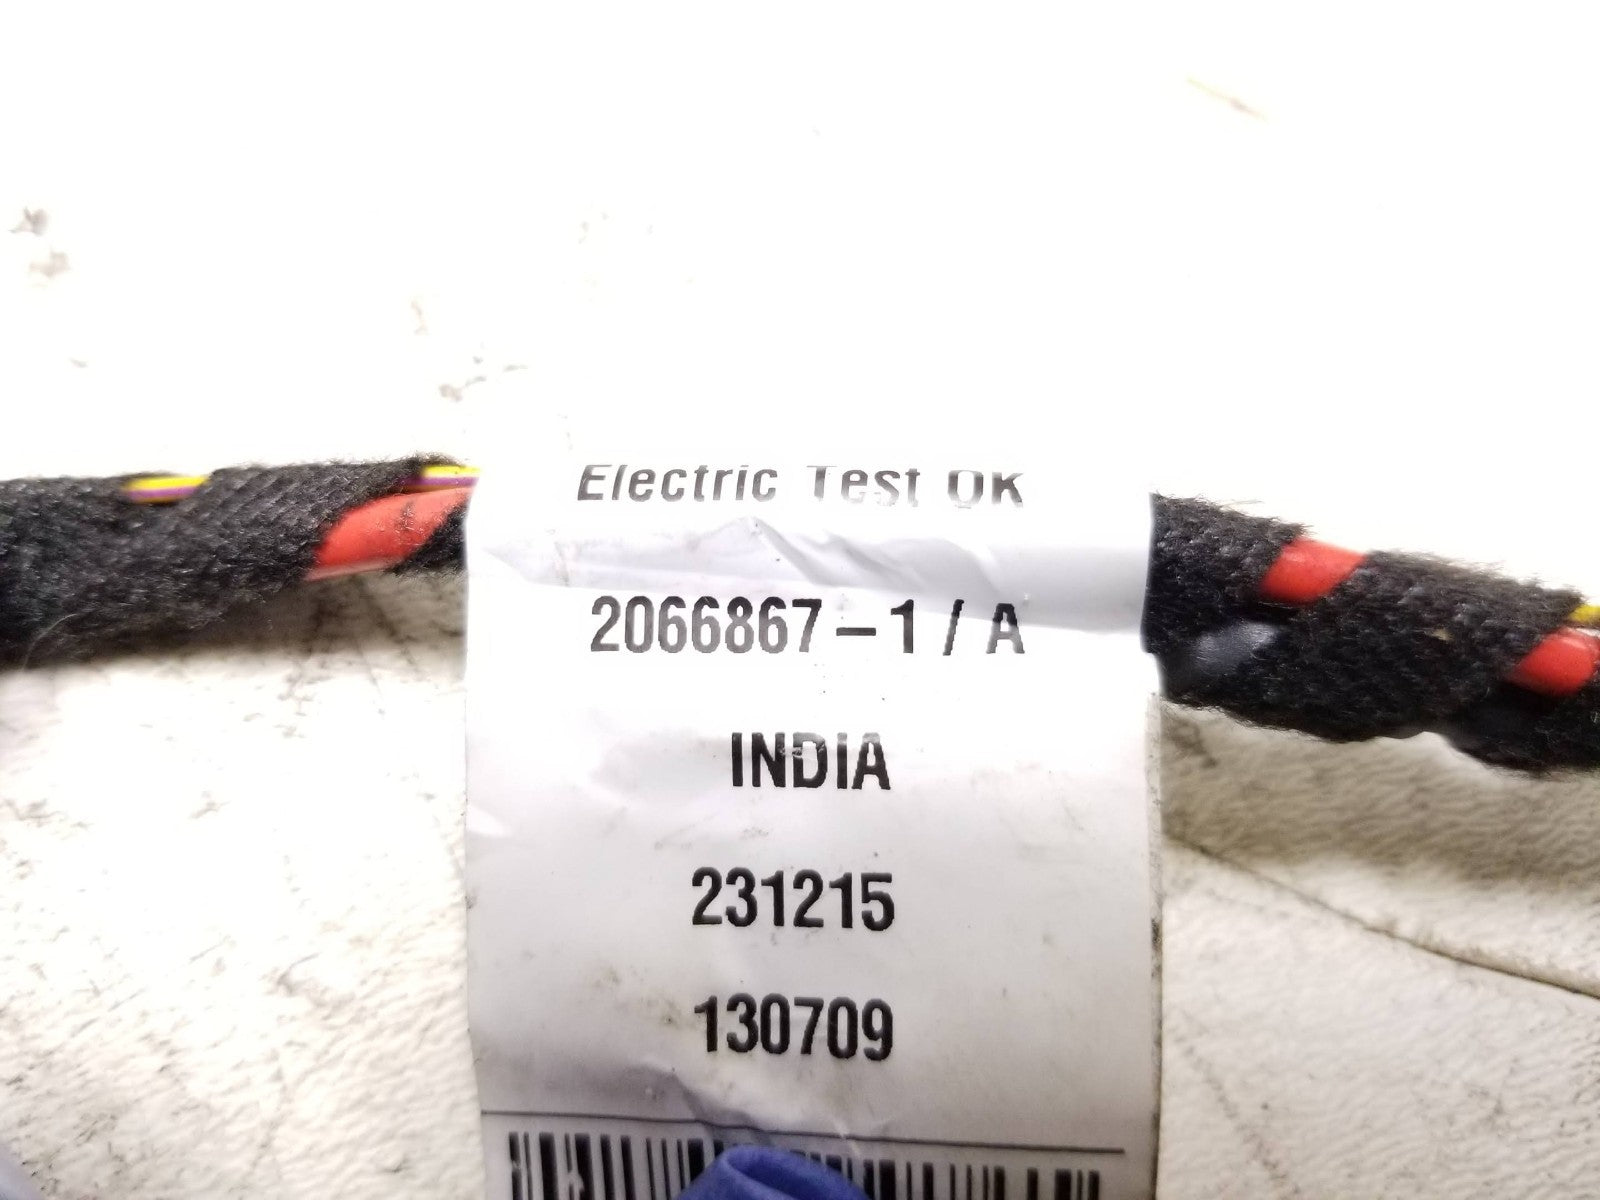 Electric Test OK
2066867-1 / A
INDIA
231215
130709